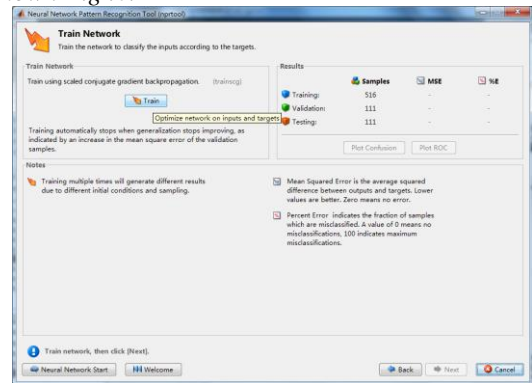 Neural Network Pattern Recognition Tool (nprtool)
Train Network
Train the network to classify the inputs according to the targets.
Train Network
Train using scaled conjugate gradient backpropagation. (trainscg)
Train
Optimize network on inputs and targets
Training automatically stops when generalization stops improving, as
indicated by an increase in the mean square error of the validation
samples.
Results
Samples MSE %E
Training: 516 - -
Validation: 111 - -
Testing: 111 - -
Plot Confusion Plot ROC
Notes
Training multiple times will generate different results
due to different initial conditions and sampling.
Mean Squared Error is the average squared
difference between outputs and targets. Lower
values are better. Zero means no error.
Percent Error indicates the fraction of samples
which are misclassified. A value of 0 means no
misclassifications, 100 indicates maximum
misclassifications.
Train network, then click [Next].
Neural Network Start Welcome Back Next Cancel